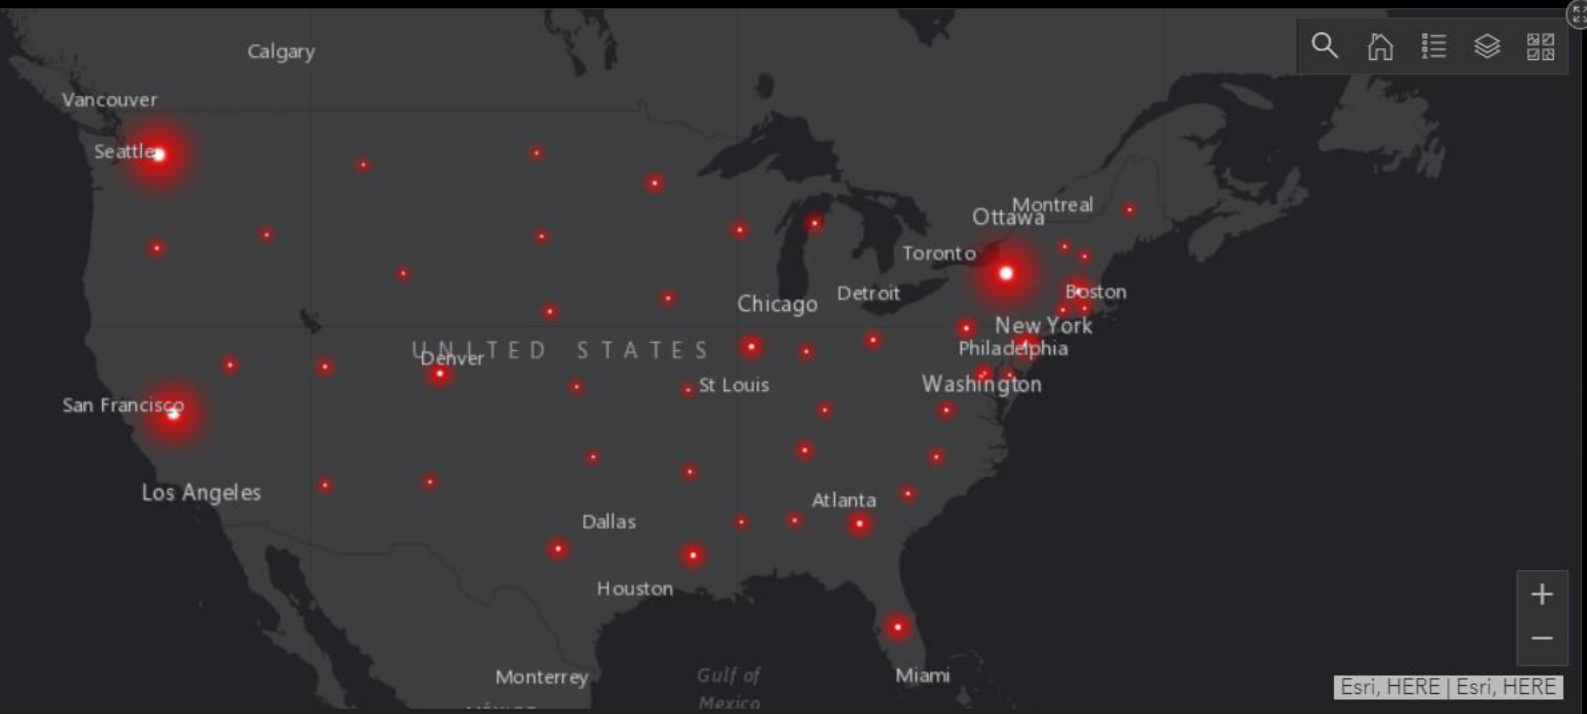 Calgary
Vancouver
Seattle
Montreal
Ottawa
Toronto
Detroit
Boston
Chicago
New York
UNITED STATES
Denver
Philadelphia
St Louis
Washington
San Francisco
Los Angeles
Atlanta
Dallas
Houston
Monterrey
Gulf of
Mexico
Miami
Esri, HERE | Esri, HERE